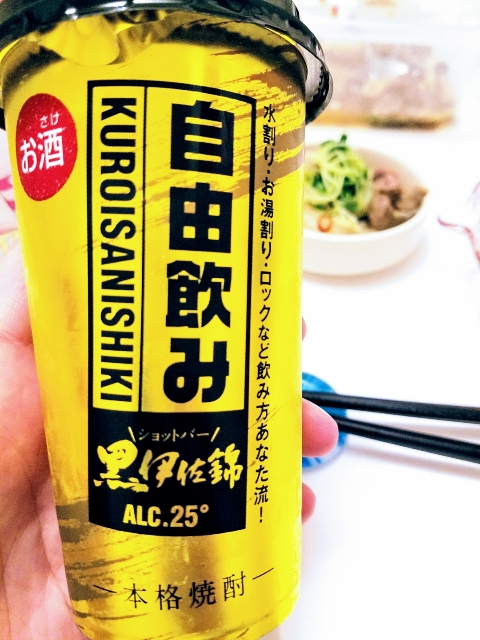 さけ
お酒
KUROISANISHIKI
自由飲み
水割り・お湯割り・ロックなど飲み方あなた流!
\ショットバー/
黒伊佐錦
ALC.25°
本格焼酎